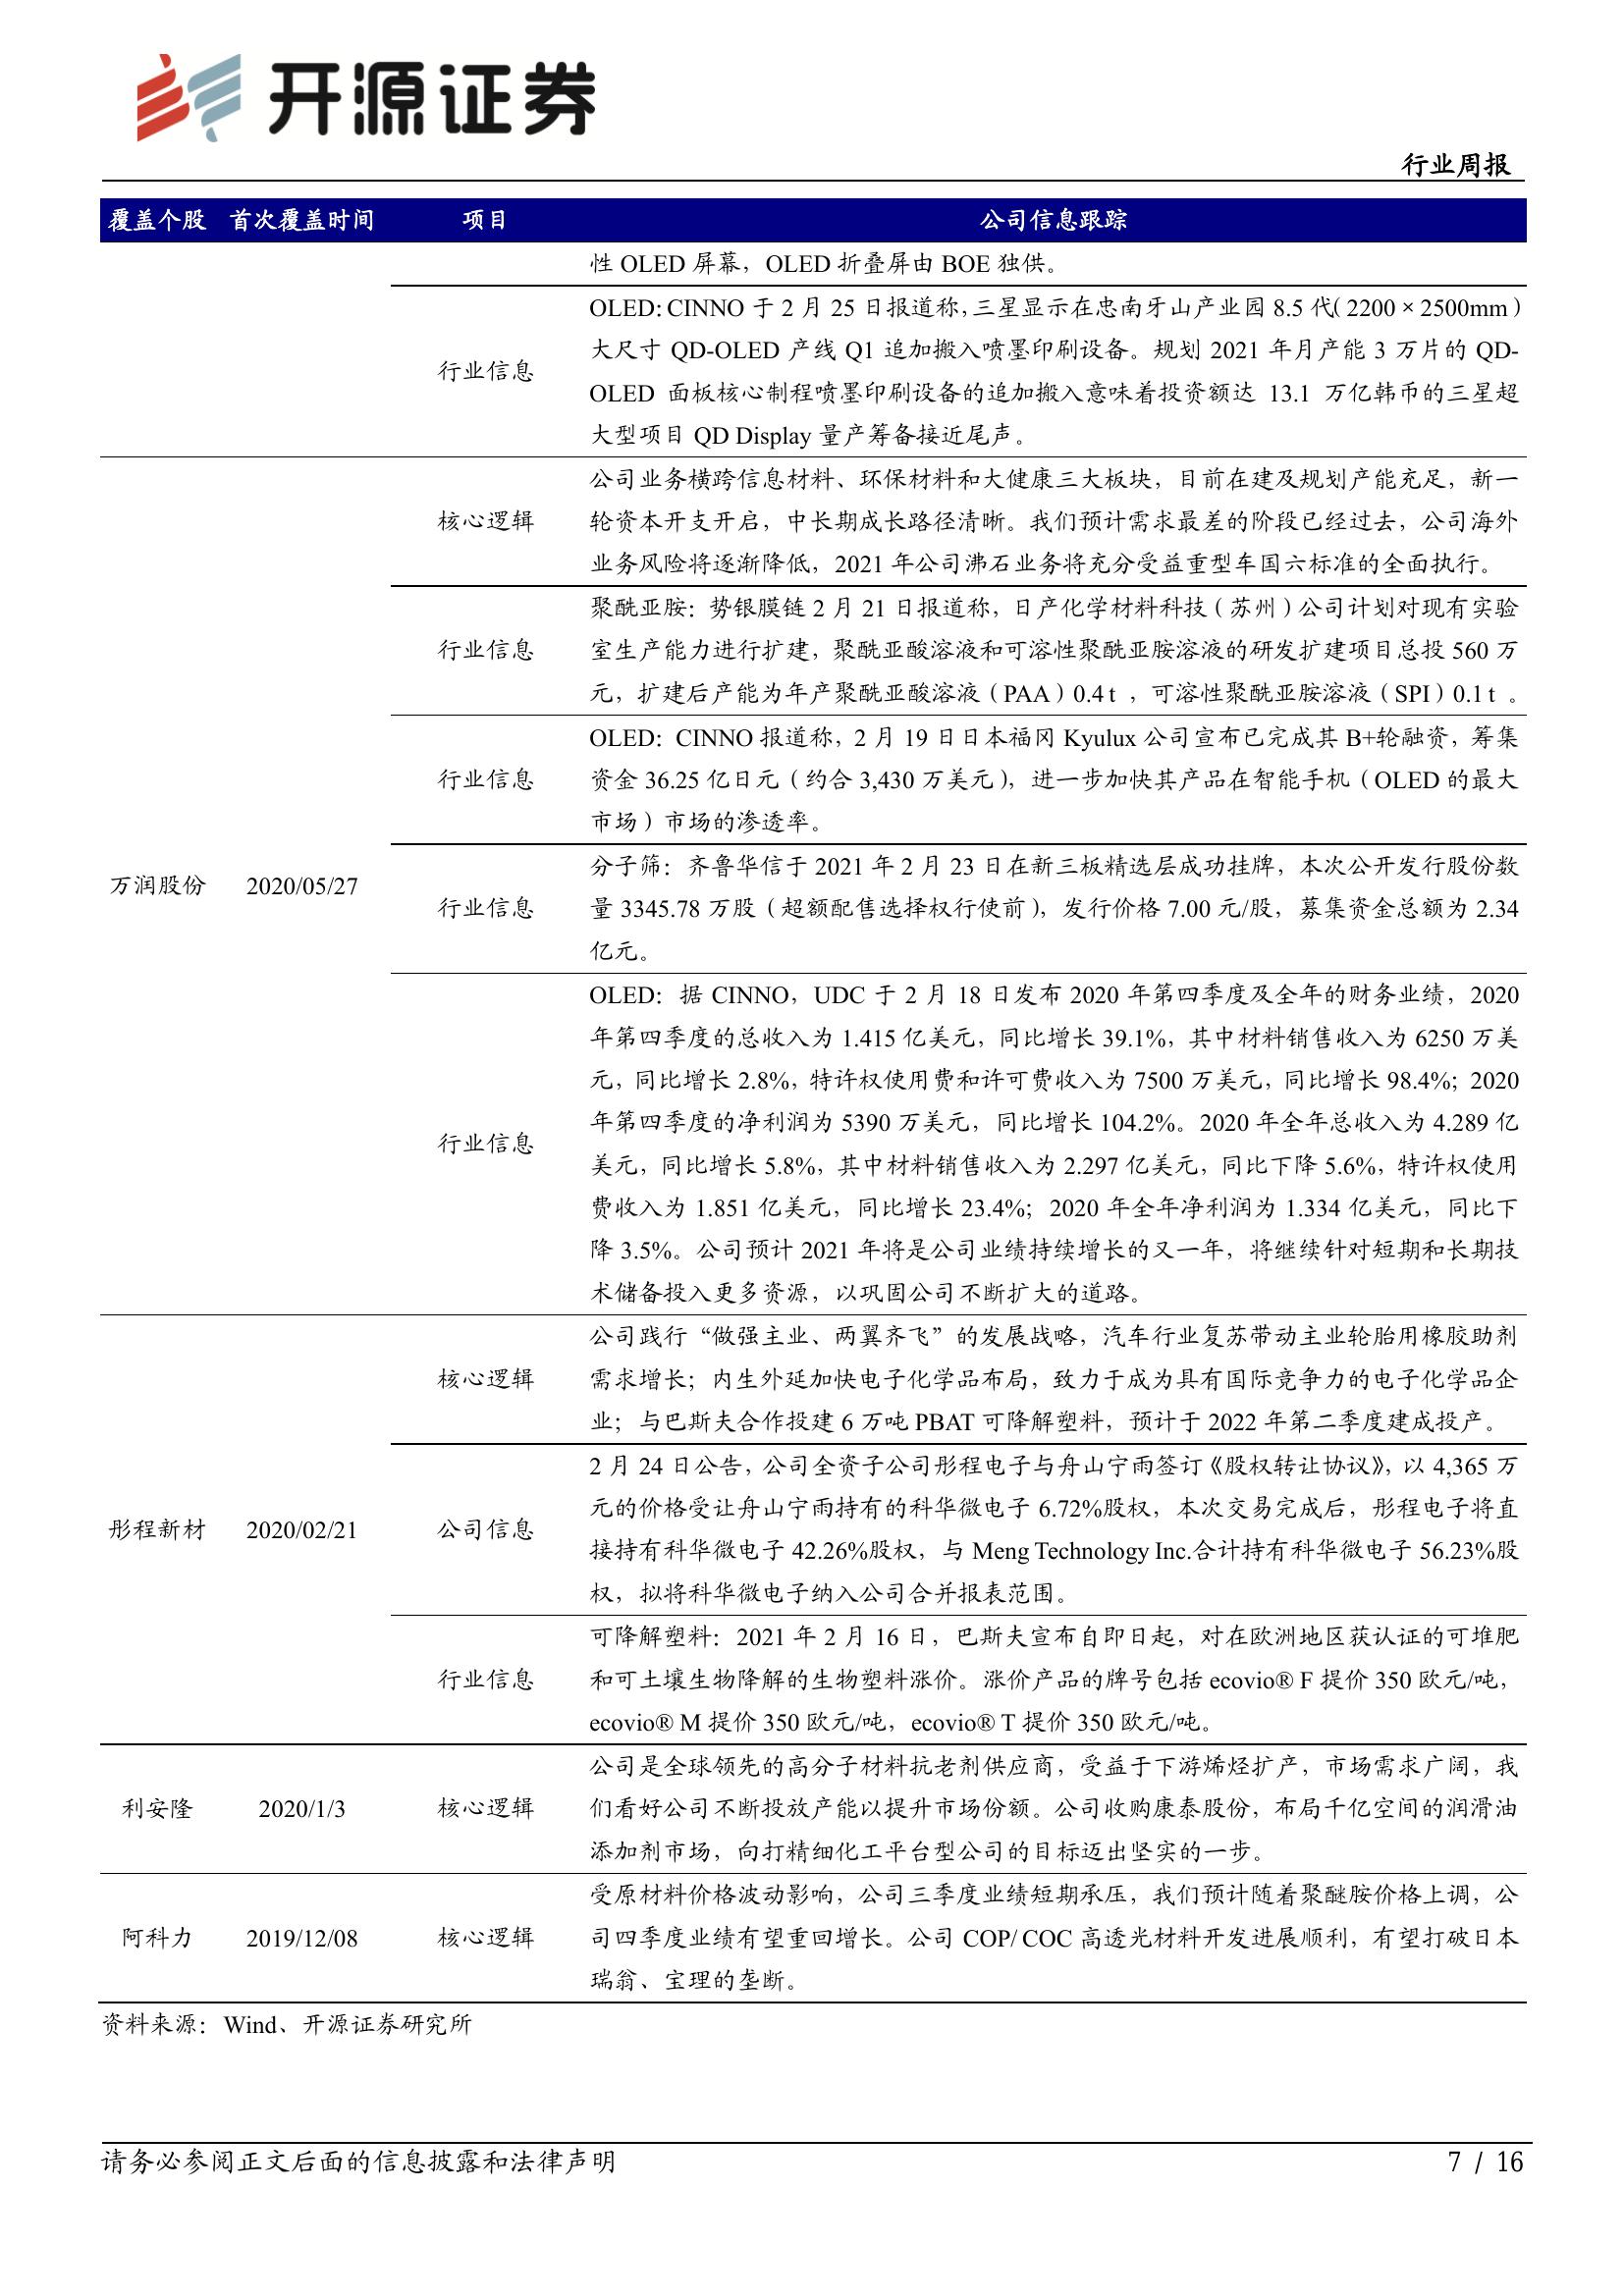 开源证券
行业周报
覆盖个股 首次覆盖时间 项目 公司信息跟踪
性 OLED 屏幕，OLED 折叠屏由 BOE 独供。
行业信息
OLED：CINNO 于 2 月 25 日报道称，三星显示在忠南牙山产业园 8.5 代（2200×2500mm）
大尺寸 QD-OLED 产线 Q1 追加搬入喷墨印刷设备。规划 2021 年月产能 3 万片的 QD-
OLED 面板核心制程喷墨印刷设备的追加搬入意味着投资额达 13.1 万亿韩币的三星超
大型项目 QD Display 量产筹备接近尾声。
万润股份 2020/05/27
核心逻辑
公司业务横跨信息材料、环保材料和大健康三大板块，目前在建及规划产能充足，新一
轮资本开支开启，中长期成长路径清晰。我们预计需求最差的阶段已经过去，公司海外
业务风险将逐渐降低，2021 年公司沸石业务将充分受益重型车国六标准的全面执行。
行业信息
聚酰亚胺：势银膜链 2 月 21 日报道称，日产化学材料科技（苏州）公司计划对现有实验
室生产能力进行扩建，聚酰亚酸溶液和可溶性聚酰亚胺溶液的研发扩建项目总投 560 万
元，扩建后产能为年产聚酰亚酸溶液（PAA）0.4 t ，可溶性聚酰亚胺溶液（SPI）0.1 t 。
行业信息
OLED：CINNO 报道称，2 月 19 日日本福冈 Kyulux 公司宣布已完成其 B+轮融资，筹集
资金 36.25 亿日元（约合 3,430 万美元），进一步加快其产品在智能手机（OLED 的最大
市场）市场的渗透率。
行业信息
分子筛：齐鲁华信于 2021 年 2 月 23 日在新三板精选层成功挂牌，本次公开发行股份数
量 3345.78 万股（超额配售选择权行使前），发行价格 7.00 元/股，募集资金总额为 2.34
亿元。
行业信息
OLED：据 CINNO，UDC 于 2 月 18 日发布 2020 年第四季度及全年的财务业绩，2020
年第四季度的总收入为 1.415 亿美元，同比增长 39.1%，其中材料销售收入为 6250 万美
元，同比增长 2.8%，特许权使用费和许可费收入为 7500 万美元，同比增长 98.4%；2020
年第四季度的净利润为 5390 万美元，同比增长 104.2%。2020 年全年总收入为 4.289 亿
美元，同比增长 5.8%，其中材料销售收入为 2.297 亿美元，同比下降 5.6%，特许权使用
费收入为 1.851 亿美元，同比增长 23.4%；2020 年全年净利润为 1.334 亿美元，同比下
降 3.5%。公司预计 2021 年将是公司业绩持续增长的又一年，将继续针对短期和长期技
术储备投入更多资源，以巩固公司不断扩大的道路。
彤程新材 2020/02/21
核心逻辑
公司践行“做强主业、两翼齐飞”的发展战略，汽车行业复苏带动主业轮胎用橡胶助剂
需求增长；内生外延加快电子化学品布局，致力于成为具有国际竞争力的电子化学品企
业；与巴斯夫合作投建 6 万吨 PBAT 可降解塑料，预计于 2022 年第二季度建成投产。
公司信息
2 月 24 日公告，公司全资子公司彤程电子与舟山宁雨签订《股权转让协议》，以 4,365 万
元的价格受让舟山宁雨持有的科华微电子 6.72%股权，本次交易完成后，彤程电子将直
接持有科华微电子 42.26%股权，与 Meng Technology Inc.合计持有科华微电子 56.23%股
权，拟将科华微电子纳入公司合并报表范围。
行业信息
可降解塑料：2021 年 2 月 16 日，巴斯夫宣布自即日起，对在欧洲地区获认证的可堆肥
和可土壤生物降解的生物塑料涨价。涨价产品的牌号包括 ecovio® F 提价 350 欧元/吨，
ecovio® M 提价 350 欧元/吨，ecovio® T 提价 350 欧元/吨。
利安隆 2020/1/3 核心逻辑
公司是全球领先的高分子材料抗老剂供应商，受益于下游烯烃扩产，市场需求广阔，我
们看好公司不断投放产能以提升市场份额。公司收购康泰股份，布局千亿空间的润滑油
添加剂市场，向打精细化工平台型公司的目标迈出坚实的一步。
阿科力 2019/12/08 核心逻辑
受原材料价格波动影响，公司三季度业绩短期承压，我们预计随着聚醚胺价格上调，公
司四季度业绩有望重回增长。公司 COP/ COC 高透光材料开发进展顺利，有望打破日本
瑞翁、宝理的垄断。
资料来源：Wind、开源证券研究所
请务必参阅正文后面的信息披露和法律声明 7 / 16